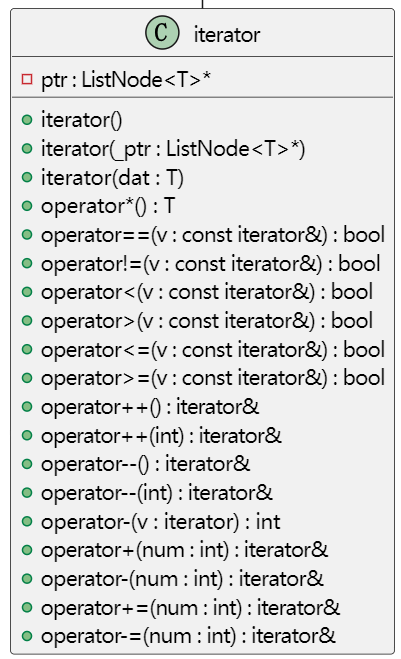 C iterator
ptr : ListNode<T>*
iterator()
iterator(_ptr : ListNode<T>*)
iterator(dat : T)
operator*() : T
operator==(v : const iterator&) : bool
operator!=(v : const iterator&) : bool
operator<(v : const iterator&) : bool
operator>(v : const iterator&) : bool
operator<=(v : const iterator&) : bool
operator>=(v : const iterator&) : bool
operator++() : iterator&
operator++(int) : iterator&
operator--() : iterator&
operator--(int) : iterator&
operator-(v : iterator) : int
operator+(num : int) : iterator&
operator-(num : int) : iterator&
operator+=(num : int) : iterator&
operator-=(num : int) : iterator&